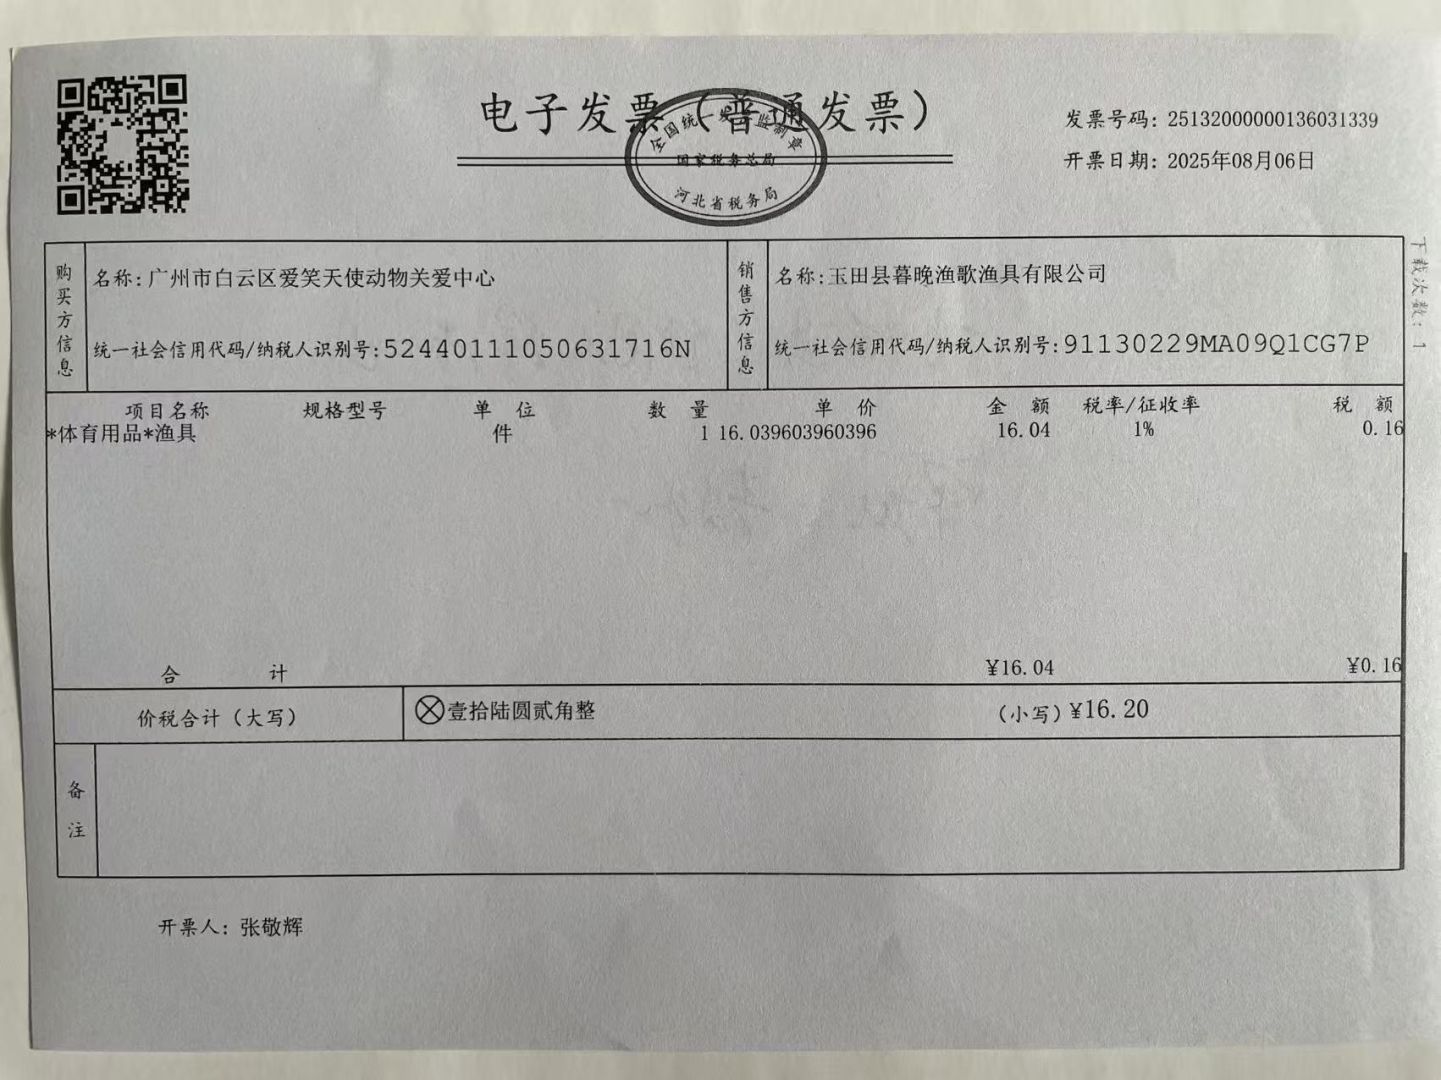 电子发票（普通发票）
全国统一发票监制章
国家税务总局
河北省税务局
发票号码：25132000000136031339
开票日期：2025年08月06日
下载次数：1
购买方信息
名称：广州市白云区爱笑天使动物关爱中心
统一社会信用代码/纳税人识别号：52440111050631716N
销售方信息
名称：玉田县暮晚渔歌渔具有限公司
统一社会信用代码/纳税人识别号：91130229MA09Q1CG7P
项目名称 规格型号 单位 数量 单价 金额 税率/征收率 税额
*体育用品*渔具 件 1 16.039603960396 16.04 1% 0.16
合计 ¥16.04 ¥0.16
价税合计（大写） ⊗壹拾陆圆贰角整 （小写）¥16.20
备注
开票人：张敬辉